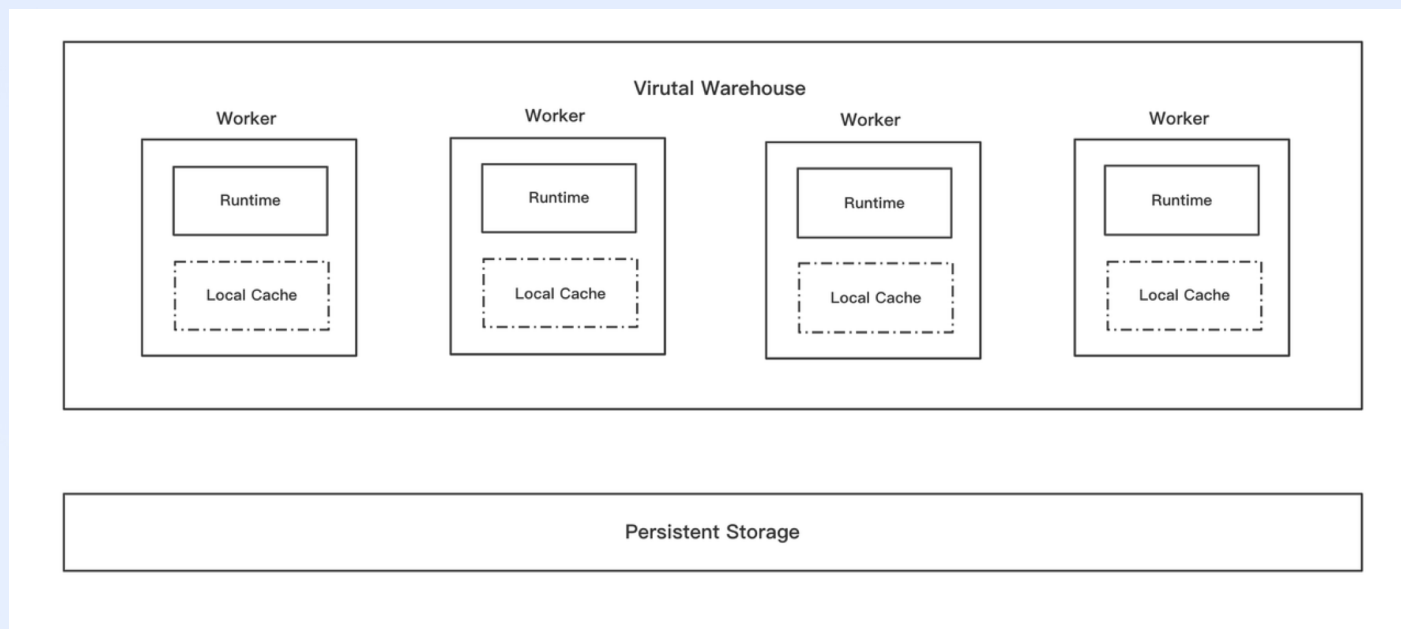 Virutal Warehouse
Worker
Worker
Worker
Worker
Runtime
Runtime
Runtime
Runtime
Local Cache
Local Cache
Local Cache
Local Cache
Persistent Storage